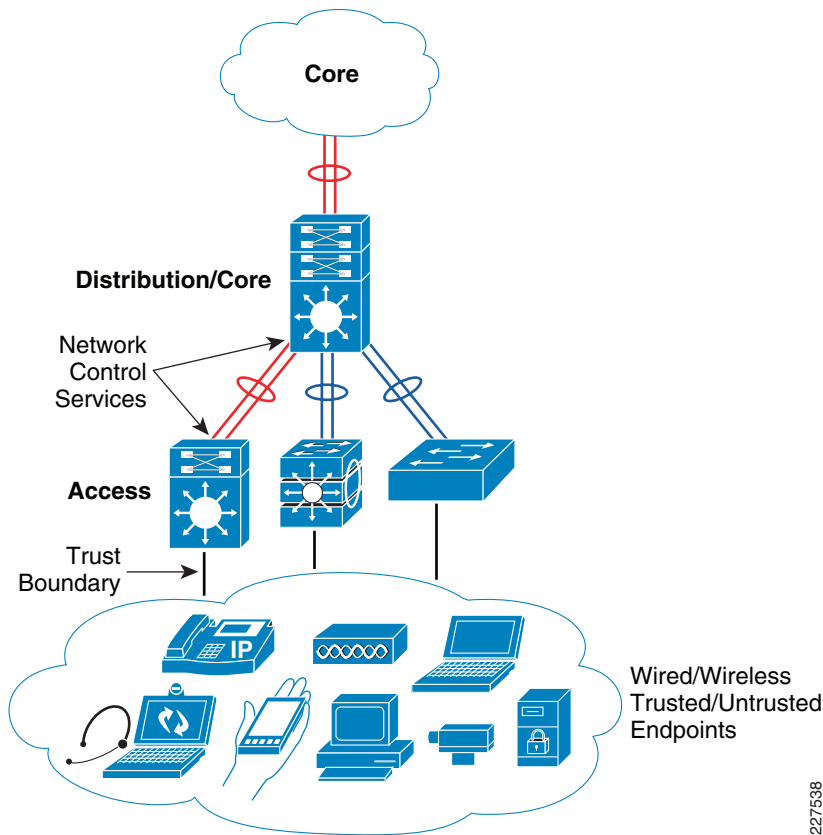 Core
Distribution/Core
Network
Control
Services
Access
Trust
Boundary
IP
Wired/Wireless
Trusted/Untrusted
Endpoints
227538